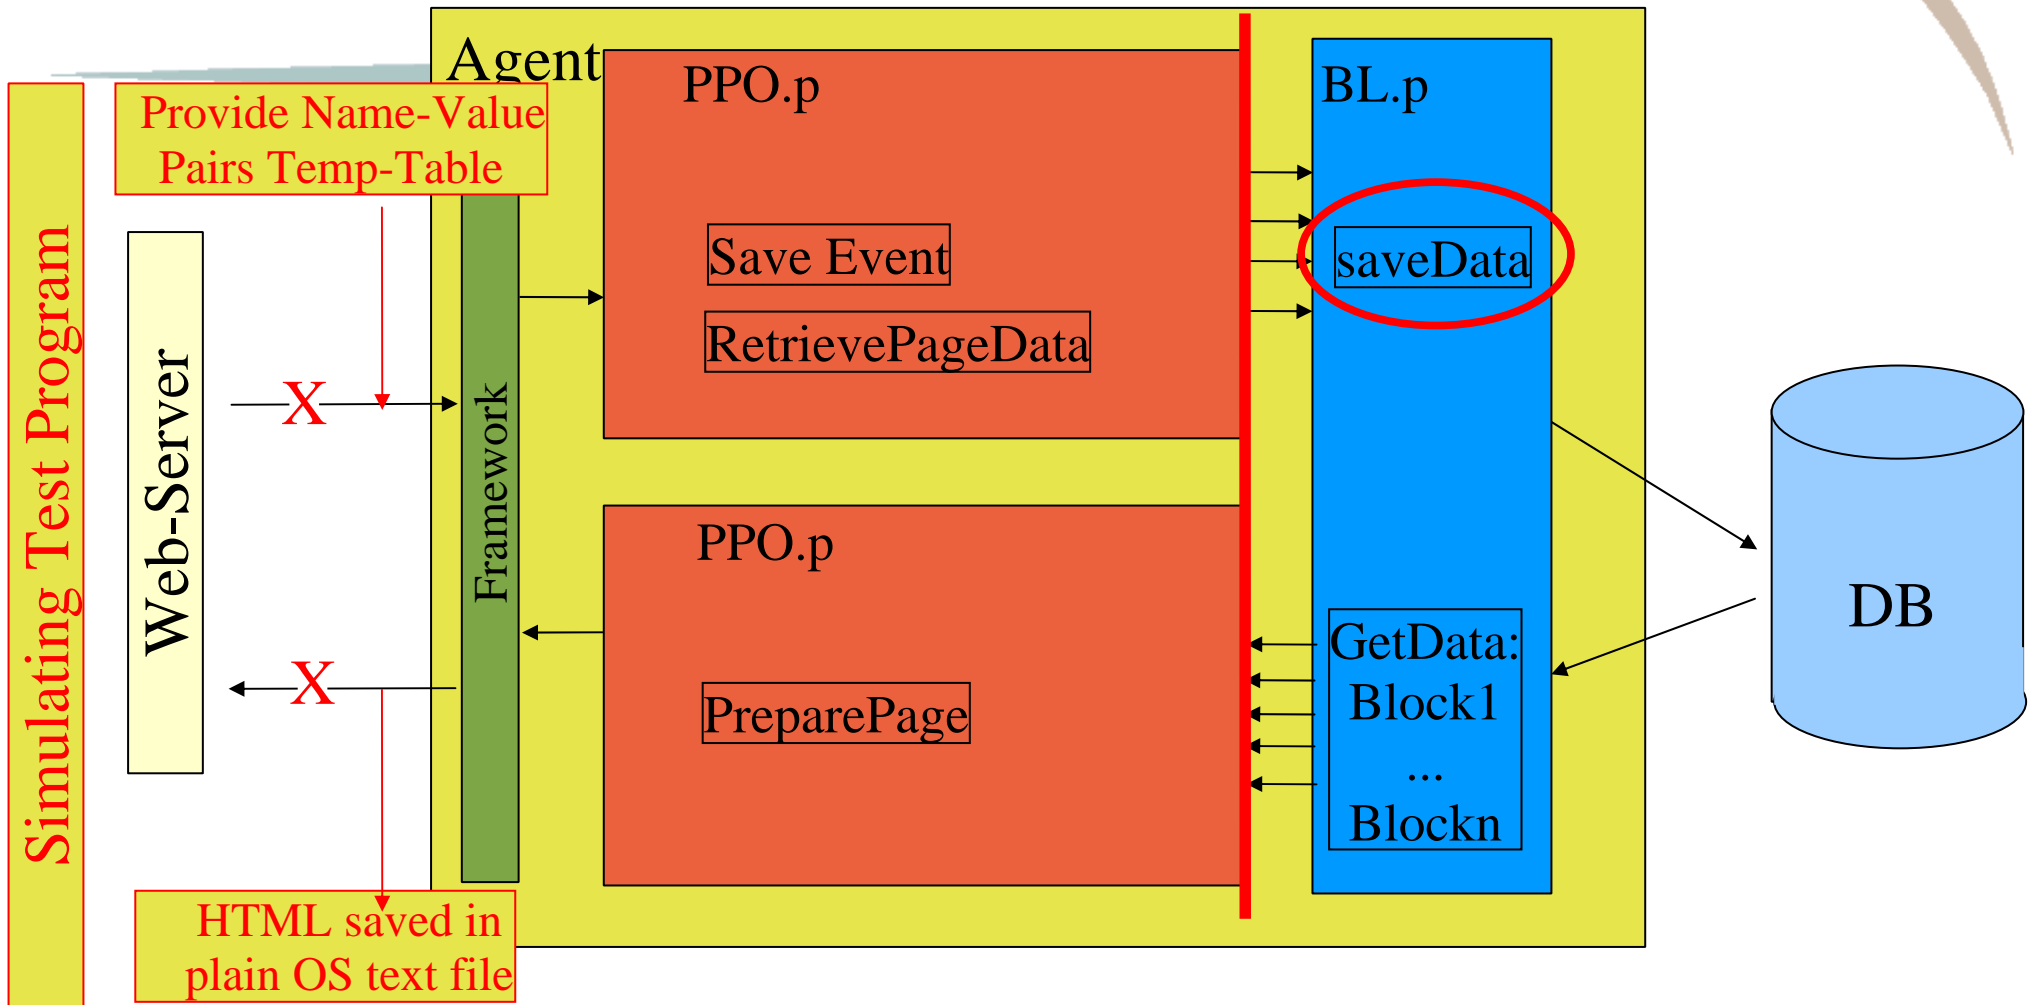 Agent
PPO.p
BL.p
Provide Name-Value
Pairs Temp-Table
Simulating Test Program
Web-Server
Framework
Save Event
saveData
RetrievePageData
X
PPO.p
DB
GetData:
Block1
...
Blockn
X
PreparePage
HTML saved in
plain OS text file